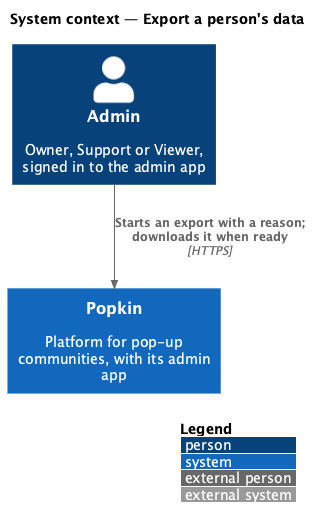 System context — Export a person's data
Admin
Owner, Support or Viewer,
signed in to the admin app
Starts an export with a reason;
downloads it when ready
[HTTPS]
Popkin
Platform for pop-up
communities, with its admin
app
Legend
person
system
external person
external system